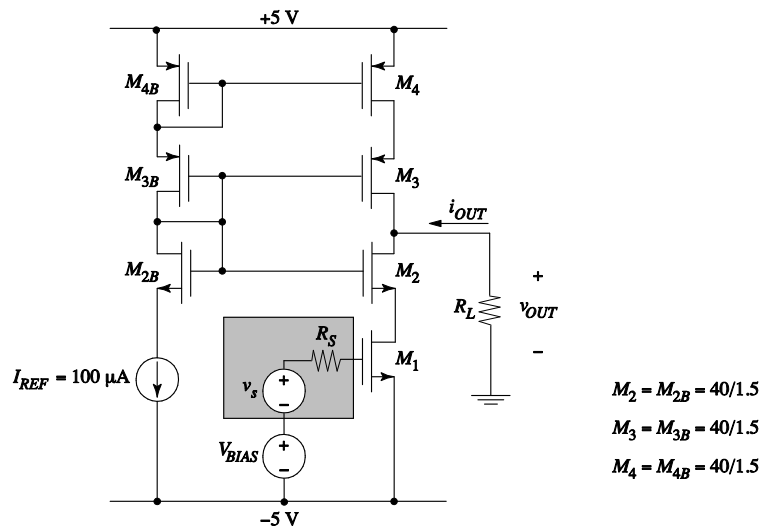 +5 V
M4B
M4
M3B
M3
iOUT
M2B
M2
RL
+
vOUT
−
RS
M1
IREF = 100 μA
vs
+
−
VBIAS
+
−
−5 V
M2 = M2B = 40/1.5
M3 = M3B = 40/1.5
M4 = M4B = 40/1.5